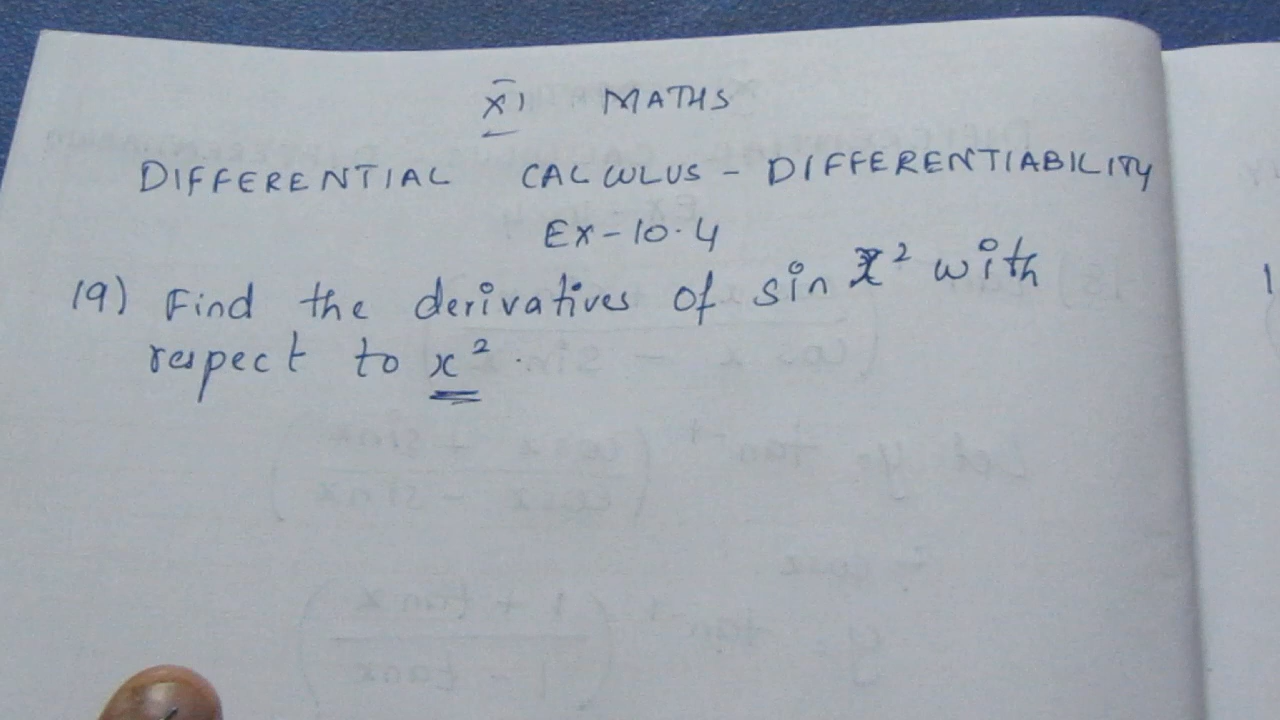 XI MATHS
DIFFERENTIAL CALCULUS - DIFFERENTIABILITY
EX-10.4
19) Find the derivatives of sin x² with
respect to x².